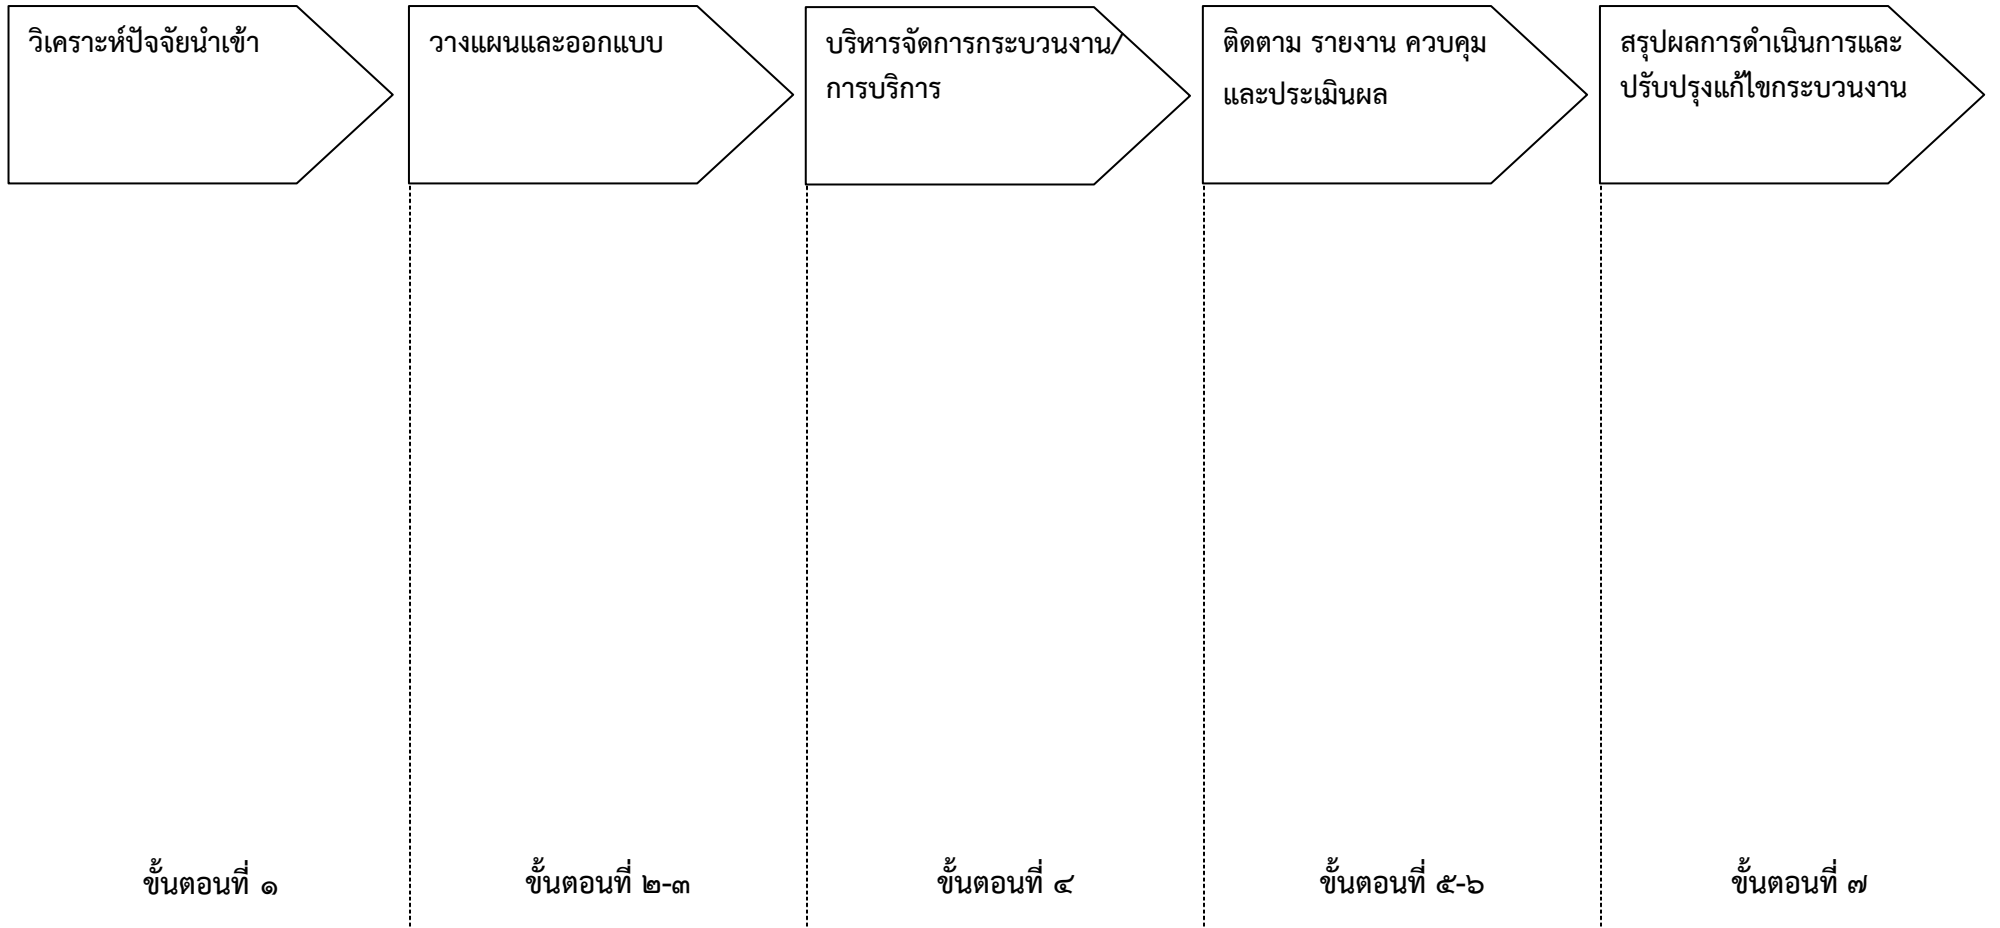 วิเคราะห์ปัจจัยนำเข้า
วางแผนและออกแบบ
บริหารจัดการกระบวนงาน/
การบริการ
ติดตาม รายงาน ควบคุม
และประเมินผล
สรุปผลการดำเนินการและ
ปรับปรุงแก้ไขกระบวนงาน
ขั้นตอนที่ ๑
ขั้นตอนที่ ๒-๓
ขั้นตอนที่ ๔
ขั้นตอนที่ ๕-๖
ขั้นตอนที่ ๗